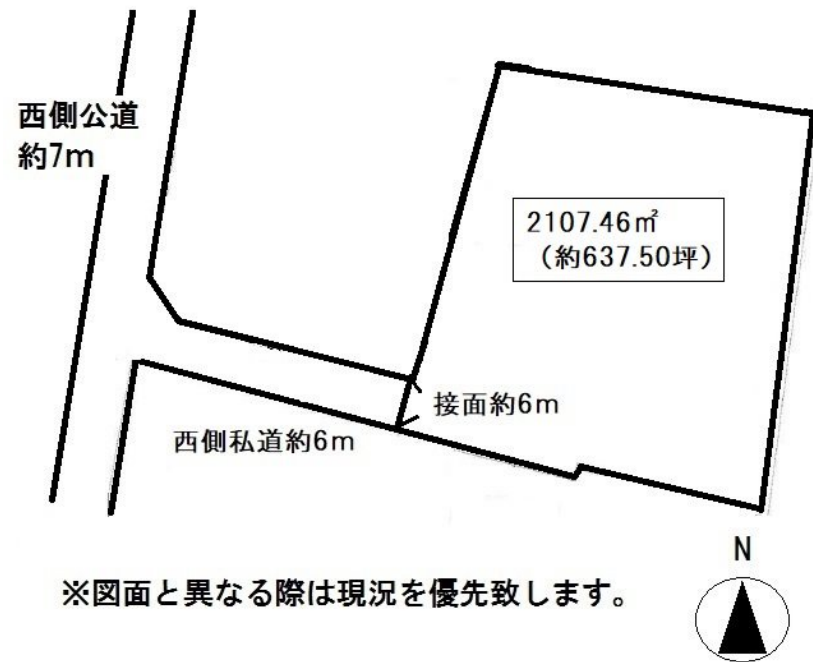 西側公道
約7m
2107.46㎡
（約637.50坪）
接面約6m
西側私道約6m
N
※図面と異なる際は現況を優先致します。